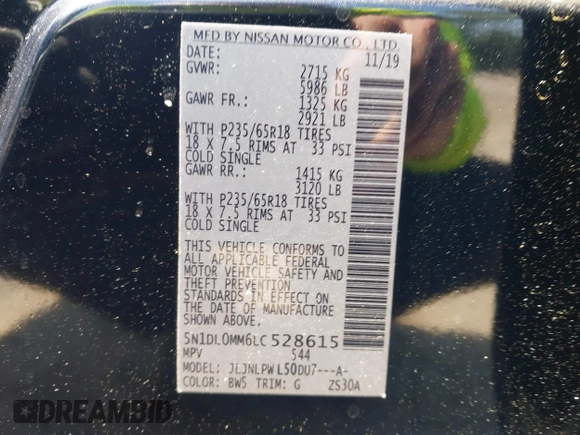 MFD BY NISSAN MOTOR CO., LTD.
DATE: 11/19
GVWR: 2715 KG
5986 LB
GAWR FR.: 1325 KG
2921 LB
WITH P235/65R18 TIRES
18 X 7.5 RIMS AT 33 PSI
COLD SINGLE
GAWR RR.: 1415 KG
3120 LB
WITH P235/65R18 TIRES
18 X 7.5 RIMS AT 33 PSI
COLD SINGLE
THIS VEHICLE CONFORMS TO
ALL APPLICABLE FEDERAL
MOTOR VEHICLE SAFETY AND
THEFT PREVENTION
STANDARDS IN EFFECT ON
THE DATE OF MANUFACTURE
SHOWN ABOVE.
5N1DL0MM6LC528615
MPV 544
MODEL: JLJNLPW L50DU7---A-
COLOR: BW5 TRIM: G ZS30A
DREAMBID